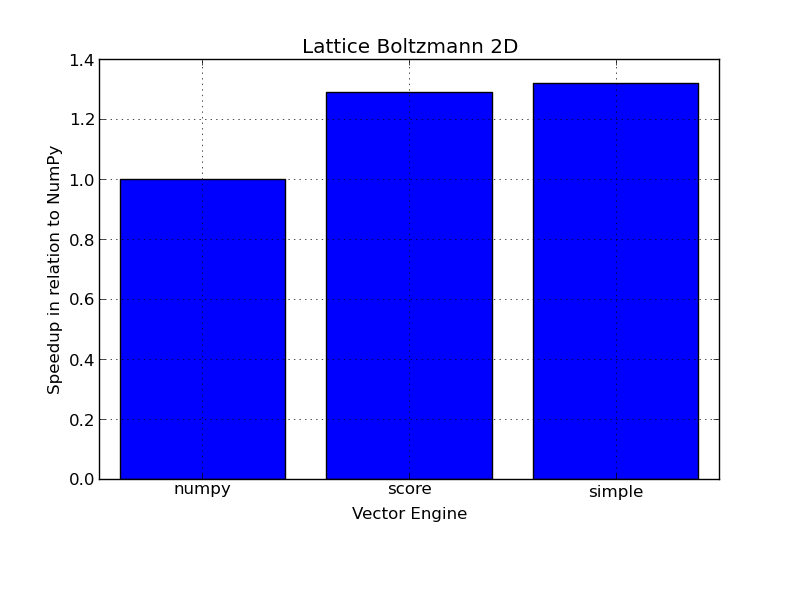 Lattice Boltzmann 2D
1.4
1.2
1.0
0.8
0.6
0.4
0.2
0.0
Speedup in relation to NumPy
numpy score simple
Vector Engine